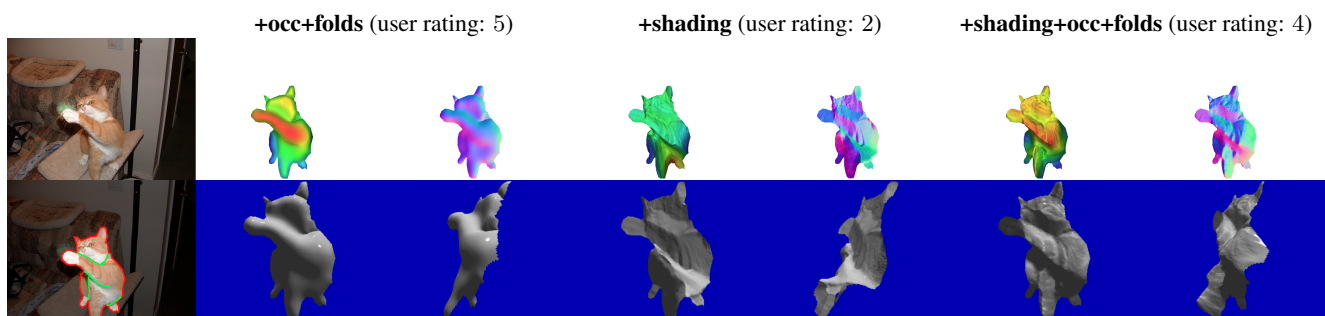 +occ+folds (user rating: 5)
+shading (user rating: 2)
+shading+occ+folds (user rating: 4)